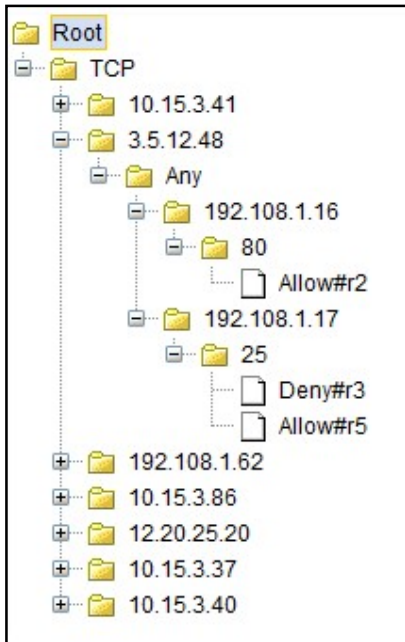 Root
TCP
10.15.3.41
3.5.12.48
Any
192.108.1.16
80
Allow#r2
192.108.1.17
25
Deny#r3
Allow#r5
192.108.1.62
10.15.3.86
12.20.25.20
10.15.3.37
10.15.3.40